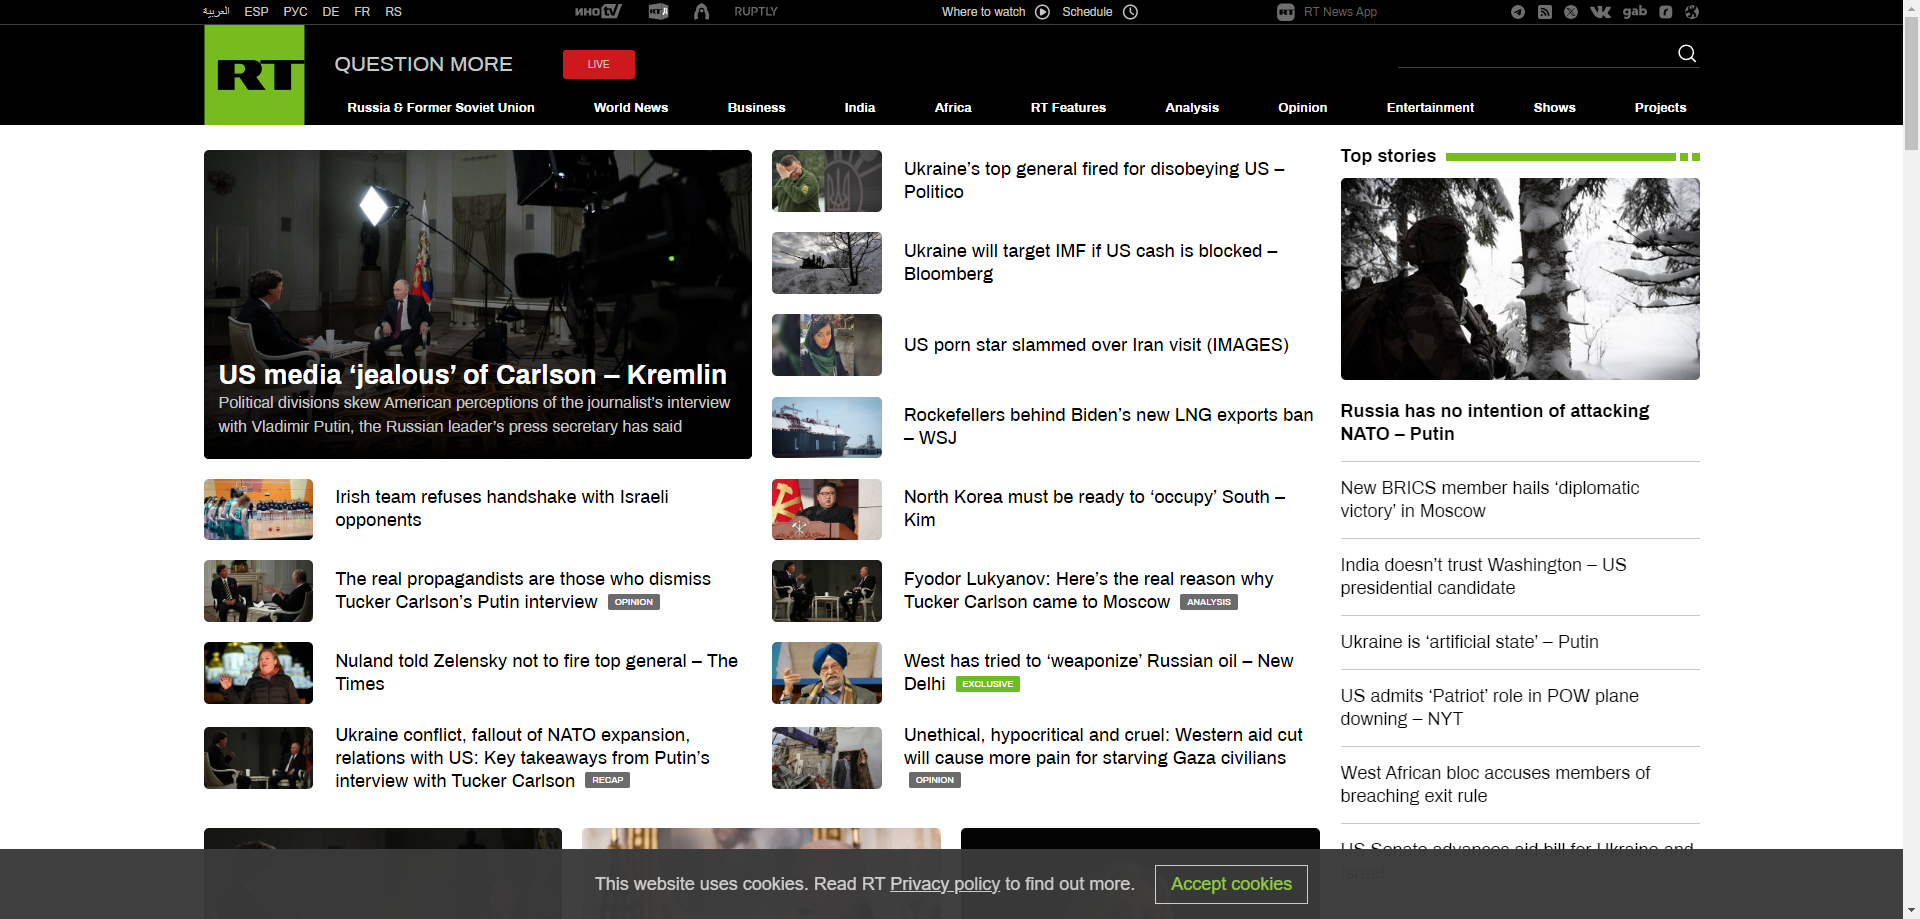 العربية ESP РУС DE FR RS ИНОTV RTД RUPTLY Where to watch Schedule RT RT News App gab
RT
QUESTION MORE LIVE
Russia & Former Soviet Union World News Business India Africa RT Features Analysis Opinion Entertainment Shows Projects
US media ‘jealous’ of Carlson – Kremlin
Political divisions skew American perceptions of the journalist’s interview
with Vladimir Putin, the Russian leader’s press secretary has said
Irish team refuses handshake with Israeli
opponents
The real propagandists are those who dismiss
Tucker Carlson’s Putin interview OPINION
Nuland told Zelensky not to fire top general – The
Times
Ukraine conflict, fallout of NATO expansion,
relations with US: Key takeaways from Putin’s
interview with Tucker Carlson RECAP
Ukraine’s top general fired for disobeying US –
Politico
Ukraine will target IMF if US cash is blocked –
Bloomberg
US porn star slammed over Iran visit (IMAGES)
Rockefellers behind Biden’s new LNG exports ban
– WSJ
North Korea must be ready to ‘occupy’ South –
Kim
Fyodor Lukyanov: Here’s the real reason why
Tucker Carlson came to Moscow ANALYSIS
West has tried to ‘weaponize’ Russian oil – New
Delhi EXCLUSIVE
Unethical, hypocritical and cruel: Western aid cut
will cause more pain for starving Gaza civilians
OPINION
Top stories
Russia has no intention of attacking
NATO – Putin
New BRICS member hails ‘diplomatic
victory’ in Moscow
India doesn’t trust Washington – US
presidential candidate
Ukraine is ‘artificial state’ – Putin
US admits ‘Patriot’ role in POW plane
downing – NYT
West African bloc accuses members of
breaching exit rule
US Senate advances aid bill for Ukraine and
Israel
This website uses cookies. Read RT Privacy policy to find out more. Accept cookies